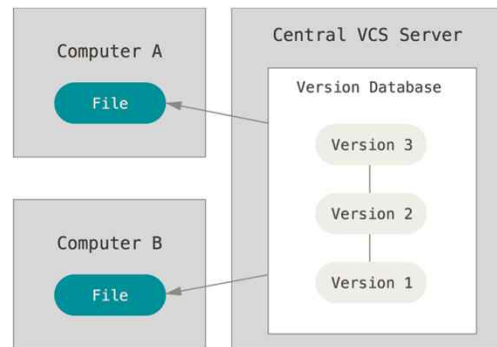 Computer A
File
Computer B
File
Central VCS Server
Version Database
Version 3
Version 2
Version 1